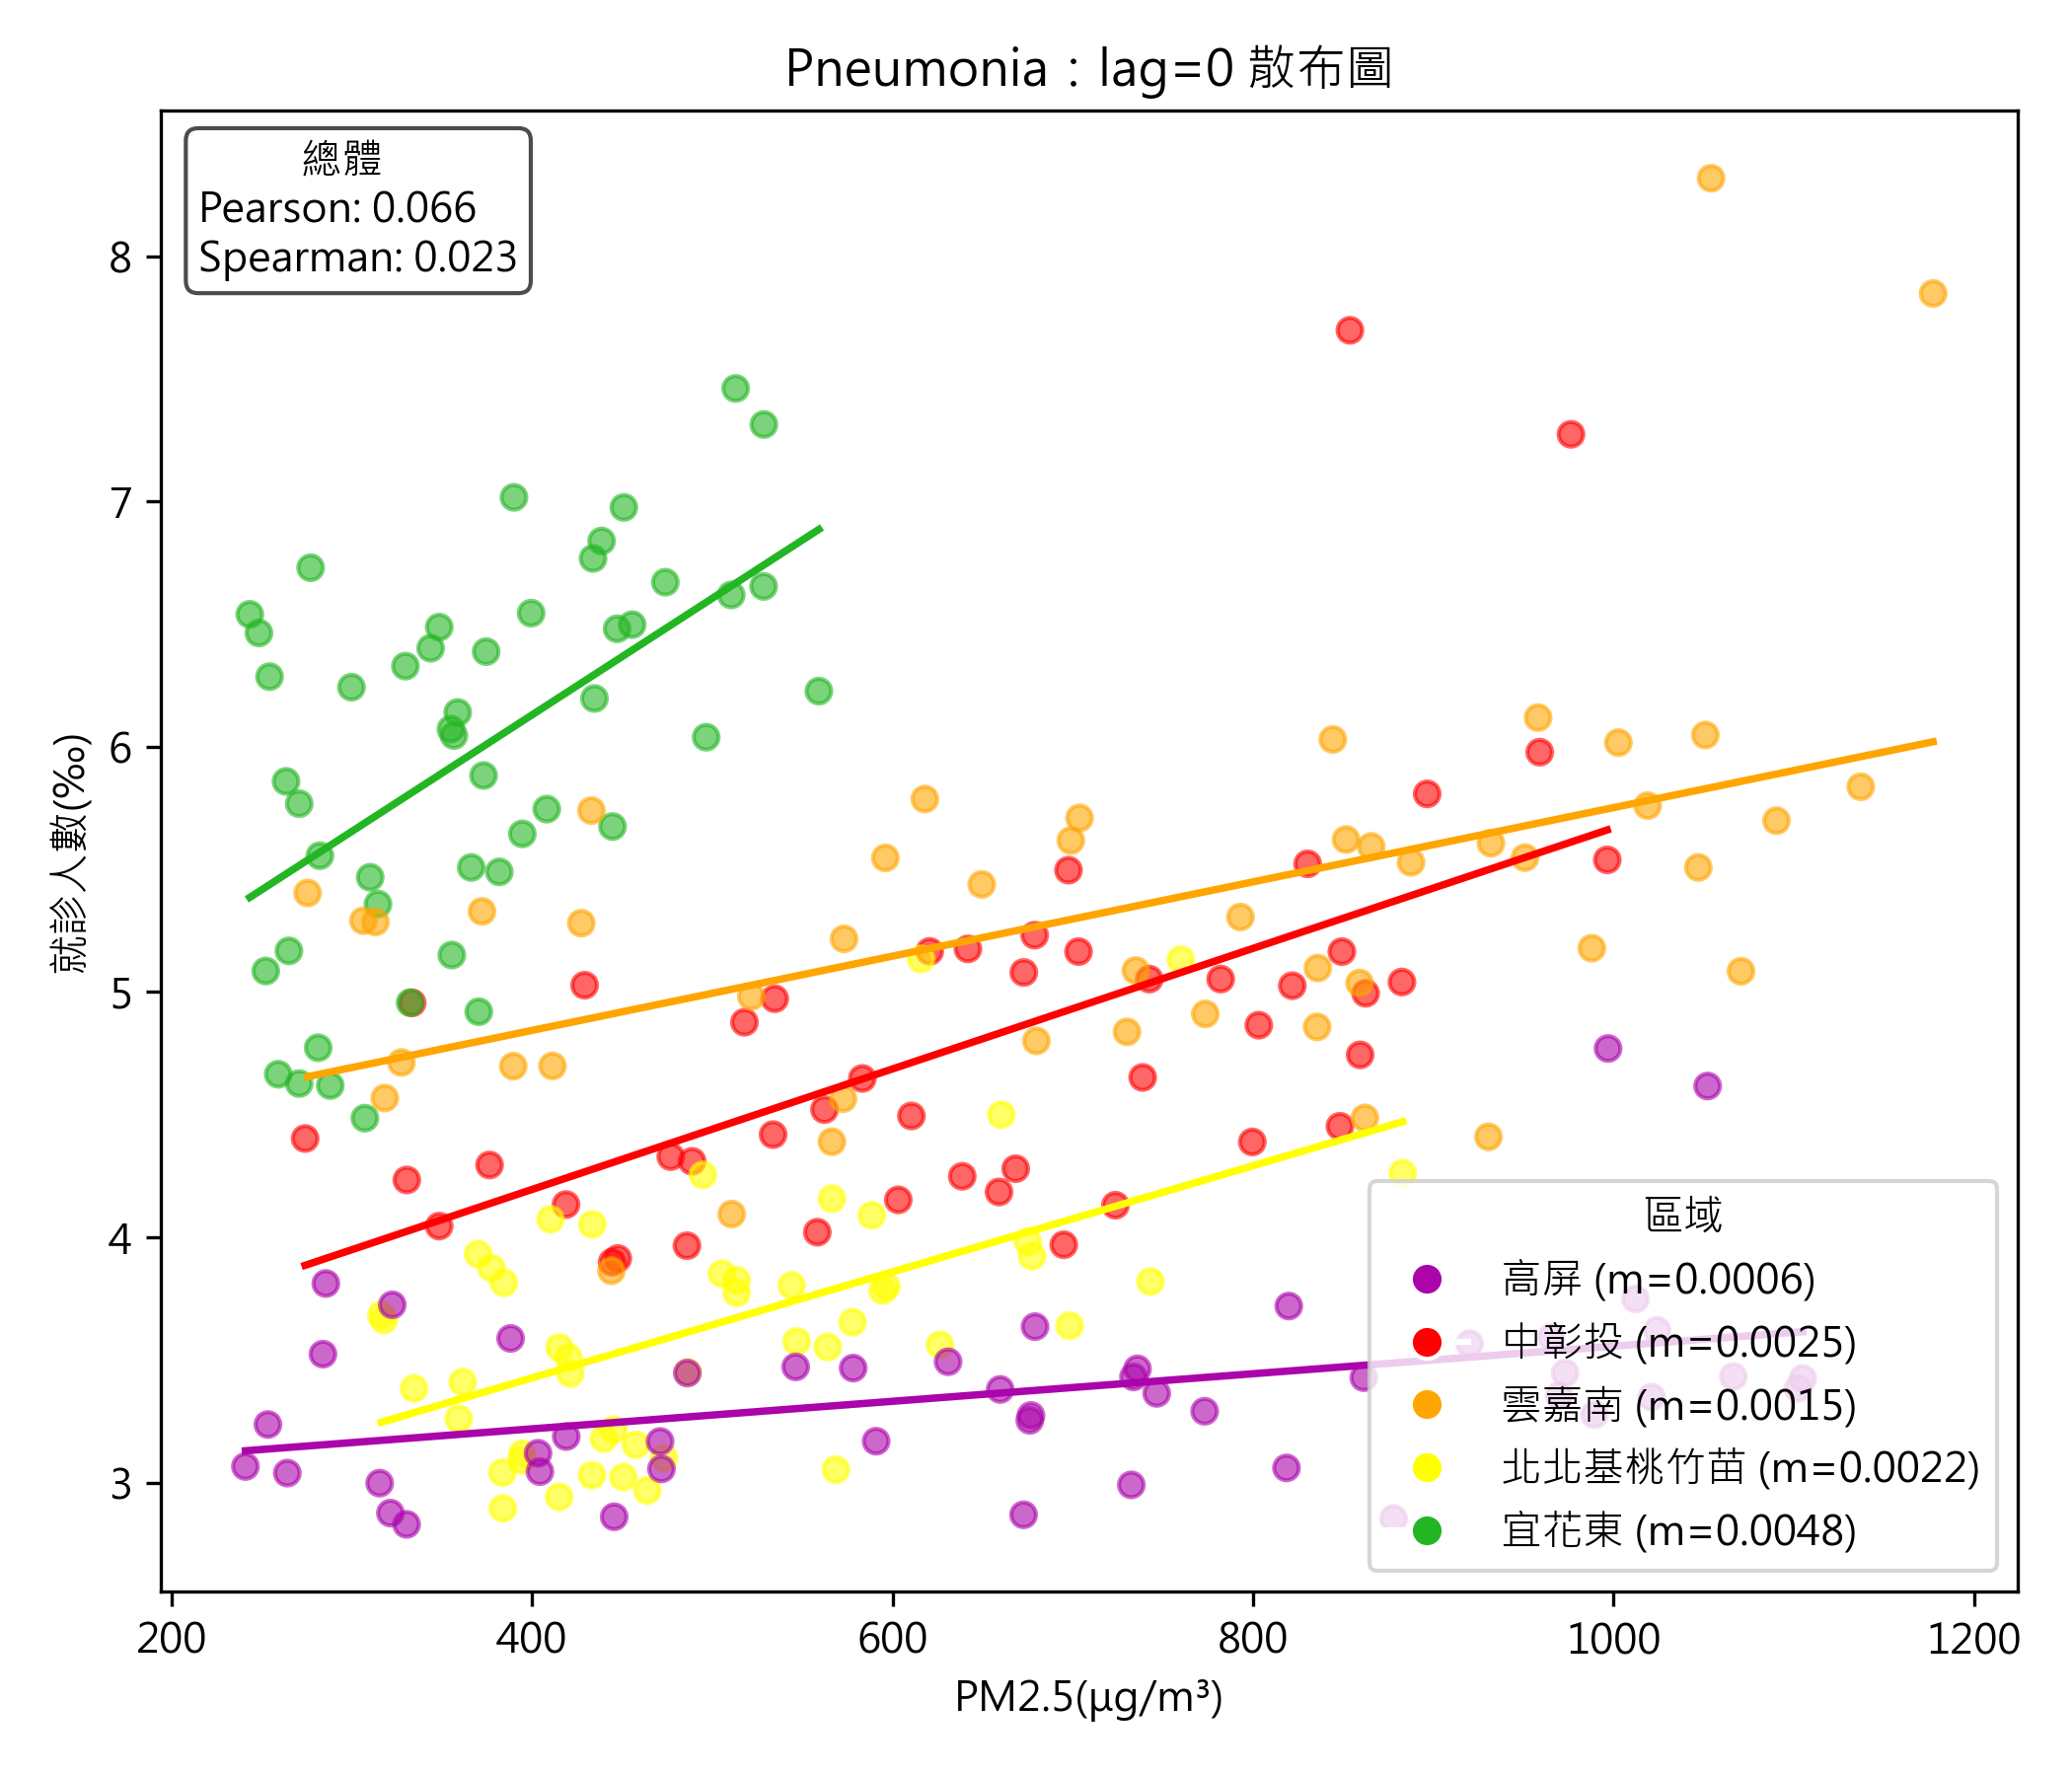 Pneumonia：lag=0 散布圖
總體
Pearson: 0.066
Spearman: 0.023
就診人數(‰)
8
7
6
5
4
3
區域
高屏 (m=0.0006)
中彰投 (m=0.0025)
雲嘉南 (m=0.0015)
北北基桃竹苗 (m=0.0022)
宜花東 (m=0.0048)
200 400 600 800 1000 1200
PM2.5(μg/m³)